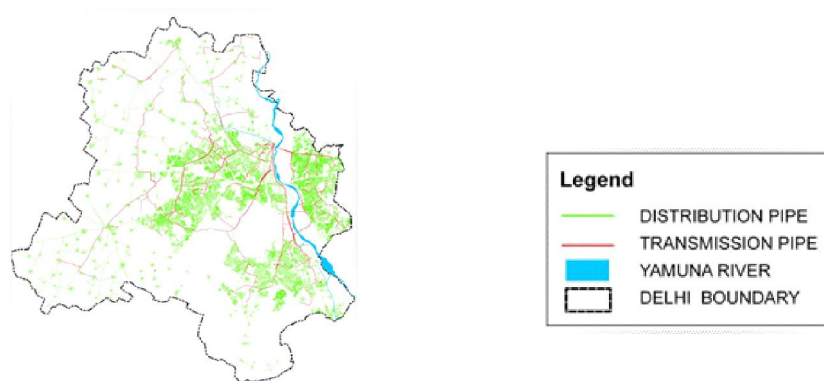 Legend
DISTRIBUTION PIPE
TRANSMISSION PIPE
YAMUNA RIVER
DELHI BOUNDARY